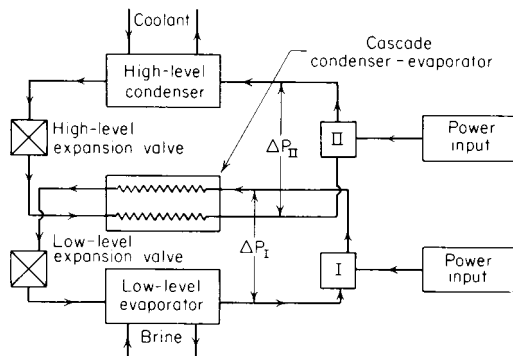 Coolant
Cascade
condenser-evaporator
High-level
condenser
High-level
expansion valve
ΔP_II
II
Power
input
Low-level
expansion valve
ΔP_I
I
Power
input
Low-level
evaporator
Brine